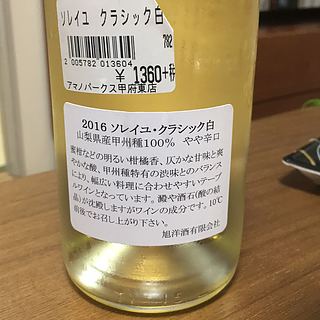 ソレイユ クラシック白
782
2 005782 013604
¥ 1360+税
アマノパークス甲府東店
2016 ソレイユ・クラシック白
山梨県産甲州種100% やや辛口
蜜柑などの明るい柑橘香、仄かな甘味と爽
やかな酸、甲州種特有の渋味とのバランス
により、幅広い料理に合わせやすいテーブ
ルワインとなっています。澱や酒石(酸の結
晶)が沈殿しますがワインの成分です。10℃
前後でお召し上がり下さい。
旭洋酒有限会社